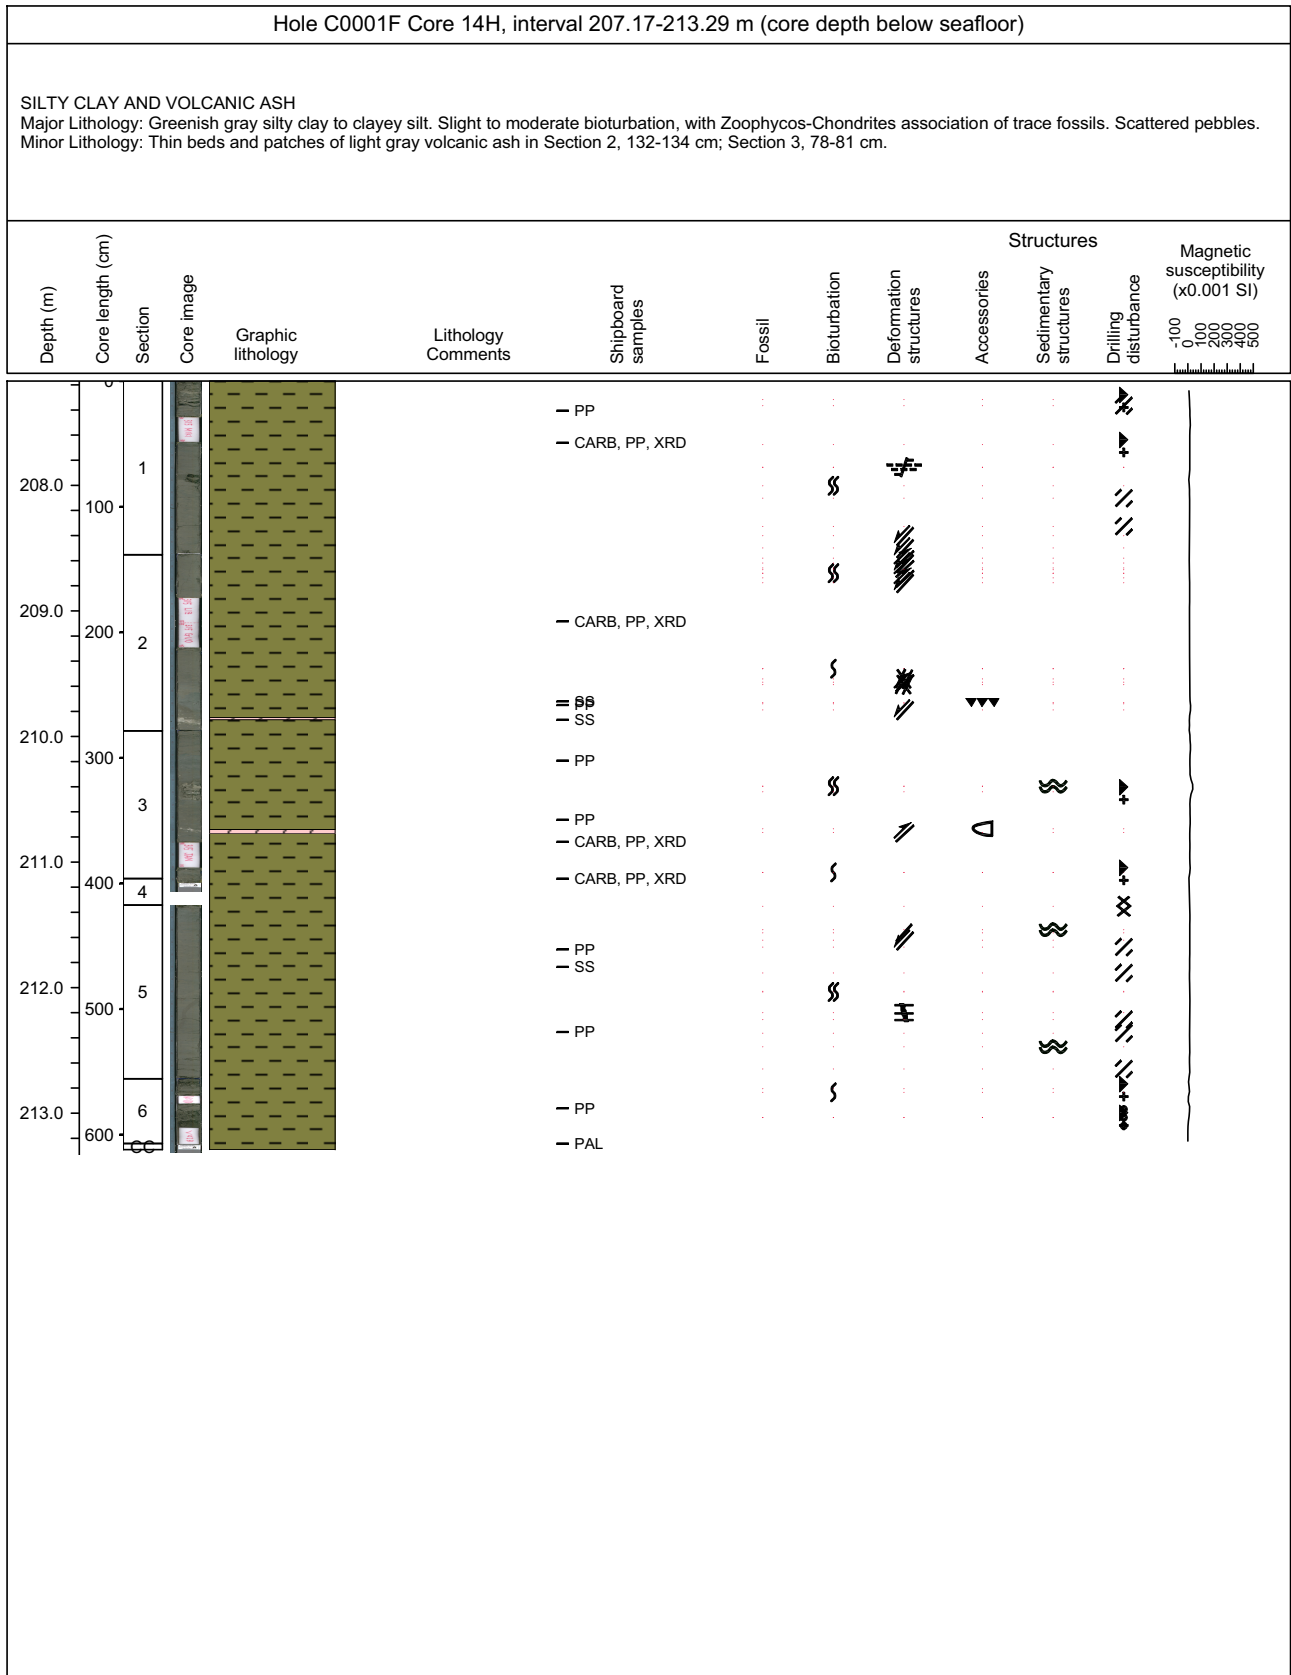 Hole C0001F Core 14H, interval 207.17-213.29 m (core depth below seafloor)
SILTY CLAY AND VOLCANIC ASH
Major Lithology: Greenish gray silty clay to clayey silt. Slight to moderate bioturbation, with Zoophycos-Chondrites association of trace fossils. Scattered pebbles.
Minor Lithology: Thin beds and patches of light gray volcanic ash in Section 2, 132-134 cm; Section 3, 78-81 cm.
Structures
Depth (m)
Core length (cm)
Section
Core image
Graphic
lithology
Lithology
Comments
Shipboard
samples
Fossil
Bioturbation
Deformation
structures
Accessories
Sedimentary
structures
Drilling
disturbance
Magnetic
susceptibility
(x0.001 SI)
-100
0
100
200
300
400
500
0
PP
CARB, PP, XRD
1
208.0
100
209.0
CARB, PP, XRD
200
2
SS
PP
SS
210.0
300
PP
3
PP
CARB, PP, XRD
211.0
400
CARB, PP, XRD
4
PP
SS
212.0
5
500
PP
PP
213.0
6
600
CC
PAL